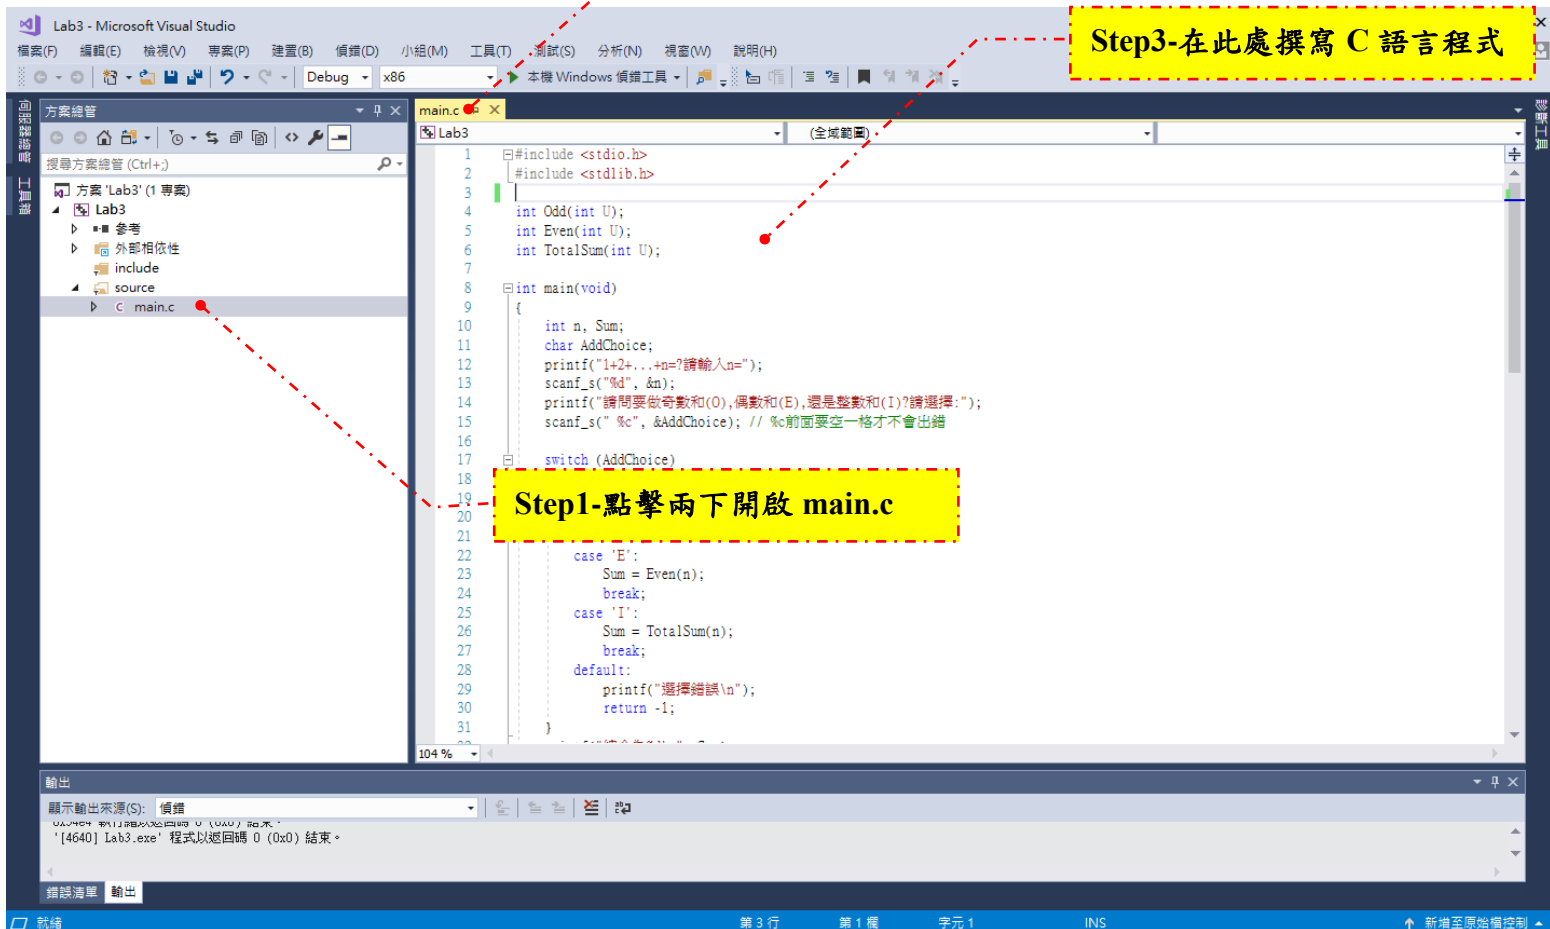 Lab3 - Microsoft Visual Studio
檔案(F) 編輯(E) 檢視(V) 專案(P) 建置(B) 偵錯(D) 小組(M) 工具(T) 測試(S) 分析(N) 視窗(W) 說明(H)
Step3-在此處撰寫 C 語言程式
Debug x86 本機 Windows 偵錯工具
伺服器總管
工具箱
診斷工具
方案總管
main.c
Lab3 (全域範圍)
搜尋方案總管 (Ctrl+;)
方案 'Lab3' (1 專案)
Lab3
參考
外部相依性
include
source
main.c
1 #include <stdio.h>
2 #include <stdlib.h>
3
4 int Odd(int U);
5 int Even(int U);
6 int TotalSum(int U);
7
8 int main(void)
9 {
10 int n, Sum;
11 char AddChoice;
12 printf("1+2+...+n=?請輸入n=");
13 scanf_s("%d", &n);
14 printf("請問要做奇數和(O),偶數和(E),還是整數和(I)?請選擇:");
15 scanf_s(" %c", &AddChoice); // %c前面要空一格才不會出錯
16
17 switch (AddChoice)
18
19
Step1-點擊兩下開啟 main.c
20
21
22 case 'E':
23 Sum = Even(n);
24 break;
25 case 'I':
26 Sum = TotalSum(n);
27 break;
28 default:
29 printf("選擇錯誤\n");
30 return -1;
31 }
104 %
輸出
顯示輸出來源(S): 偵錯
'[4640] Lab3.exe' 程式以返回碼 0 (0x0) 結束。
錯誤清單 輸出
就緒 第 3 行 第 1 欄 字元 1 INS 新增至原始檔控制